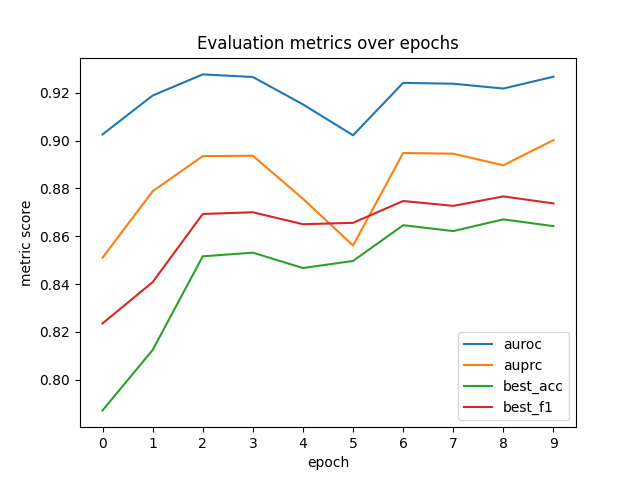 Evaluation metrics over epochs
metric score
0.92
0.90
0.88
0.86
0.84
0.82
0.80
auroc
auprc
best_acc
best_f1
0 1 2 3 4 5 6 7 8 9
epoch